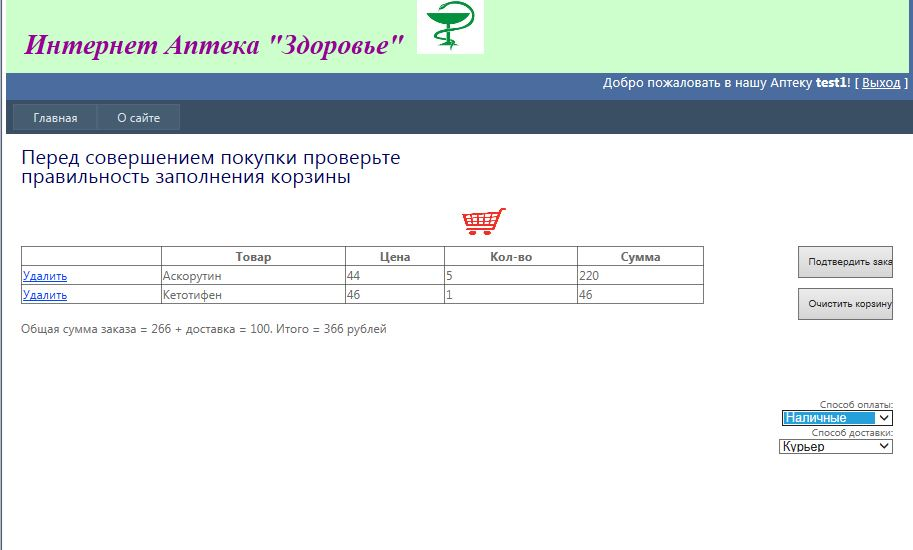 Интернет Аптека "Здоровье"
Добро пожаловать в нашу Аптеку test1! [ Выход ]
Главная О сайте
Перед совершением покупки проверьте
правильность заполнения корзины
Товар Цена Кол-во Сумма
Удалить Аскорутин 44 5 220
Удалить Кетотифен 46 1 46
Подтвердить зака
Очистить корзину
Общая сумма заказа = 266 + доставка = 100. Итого = 366 рублей
Способ оплаты:
Наличные
Способ доставки:
Курьер